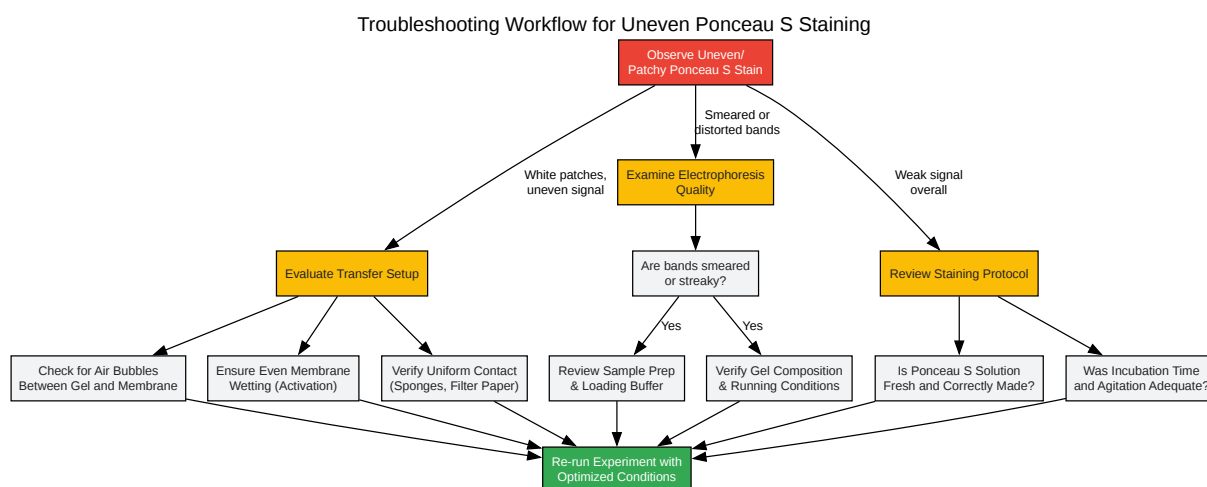 Troubleshooting Workflow for Uneven Ponceau S Staining
Observe Uneven/
Patchy Ponceau S Stain
Smeared or
distorted bands
White patches,
uneven signal
Examine Electrophoresis
Quality
Weak signal
overall
Evaluate Transfer Setup
Are bands smeared
or streaky?
Review Staining Protocol
Yes
Yes
Check for Air Bubbles
Between Gel and Membrane
Ensure Even Membrane
Wetting (Activation)
Verify Uniform Contact
(Sponges, Filter Paper)
Review Sample Prep
& Loading Buffer
Verify Gel Composition
& Running Conditions
Is Ponceau S Solution
Fresh and Correctly Made?
Was Incubation Time
and Agitation Adequate?
Re-run Experiment with
Optimized Conditions